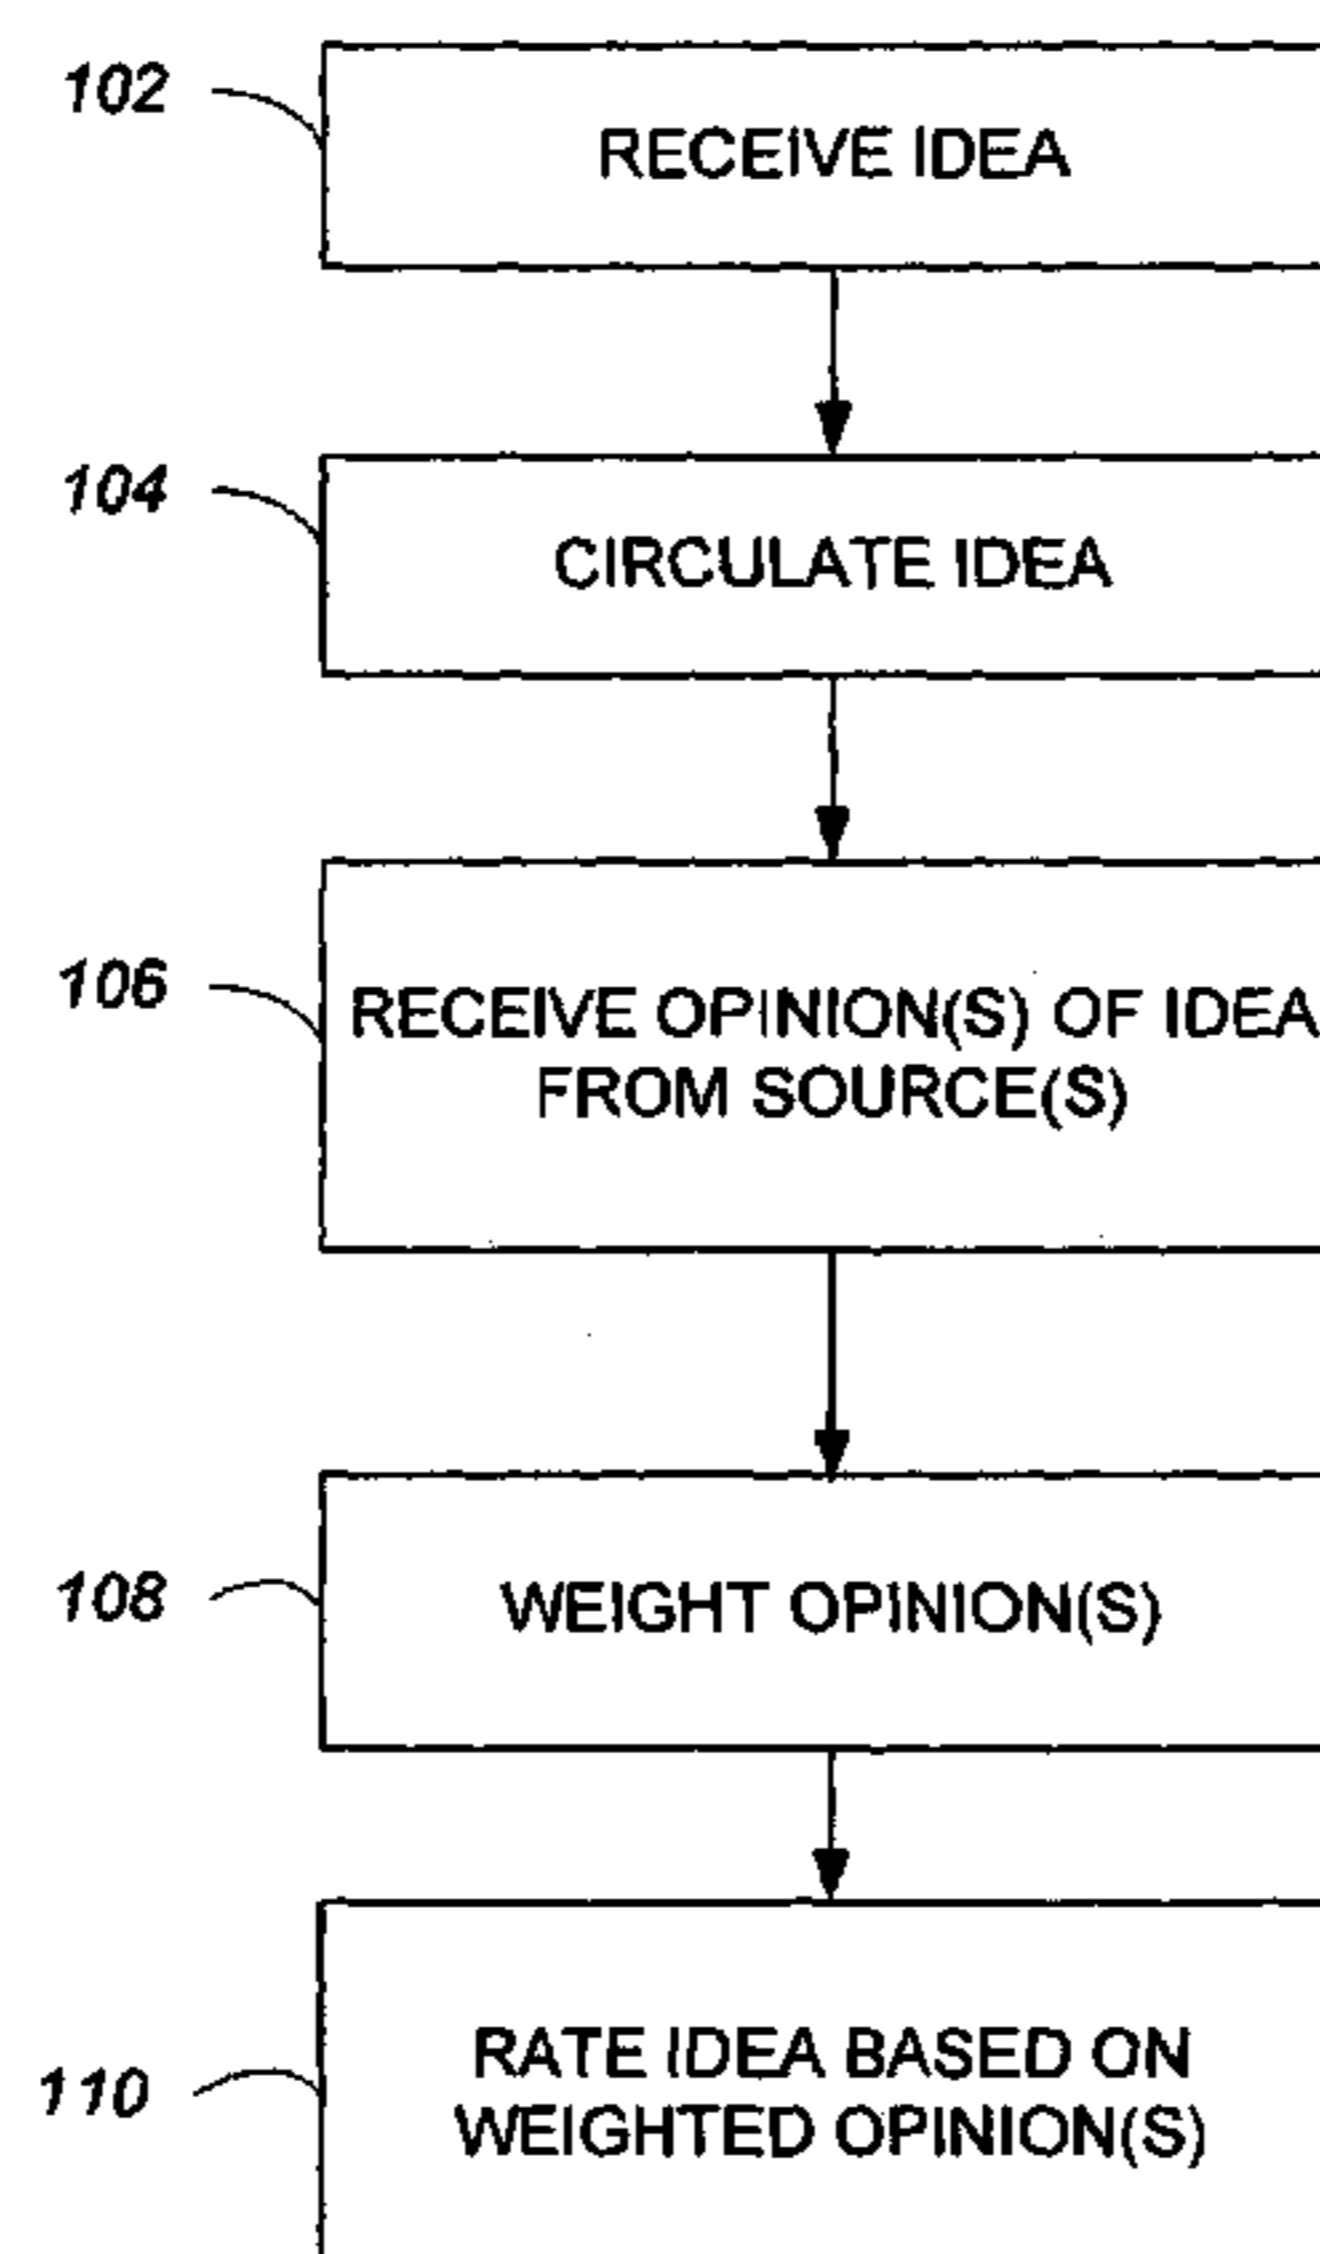 102
RECEIVE IDEA
104
CIRCULATE IDEA
106
RECEIVE OPINION(S) OF IDEA
FROM SOURCE(S)
108
WEIGHT OPINION(S)
110
RATE IDEA BASED ON
WEIGHTED OPINION(S)